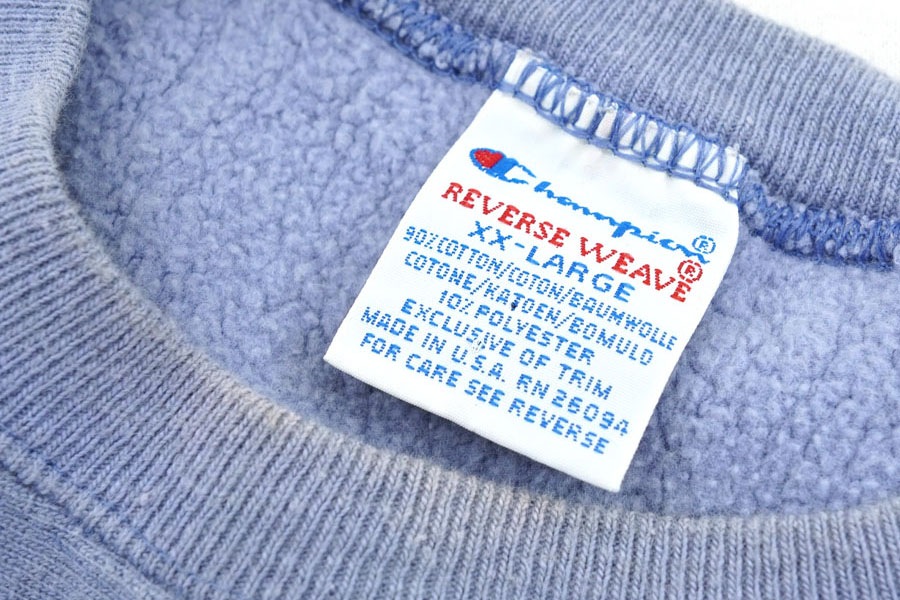 Champion®
REVERSE WEAVE®
XX-LARGE
90% COTTON/COTON/BAUMWOLLE
COTONE/KATOEN/BOMULD
10% POLYESTER
EXCLUSIVE OF TRIM
MADE IN U.S.A. RN 26094
FOR CARE SEE REVERSE